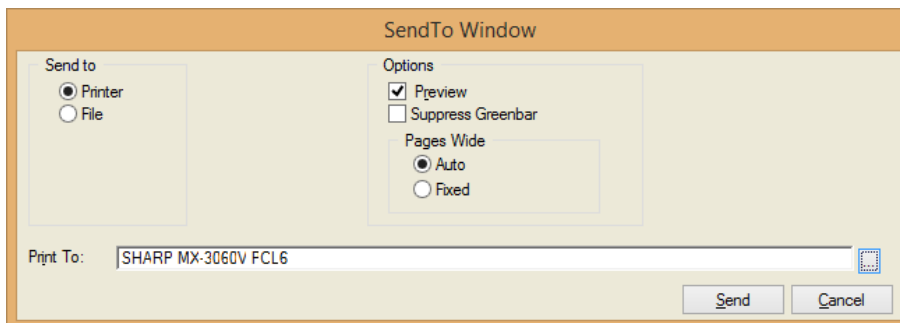 SendTo Window
Send to
Printer
File
Options
Preview
Suppress Greenbar
Pages Wide
Auto
Fixed
Print To: SHARP MX-3060V FCL6
...
Send Cancel